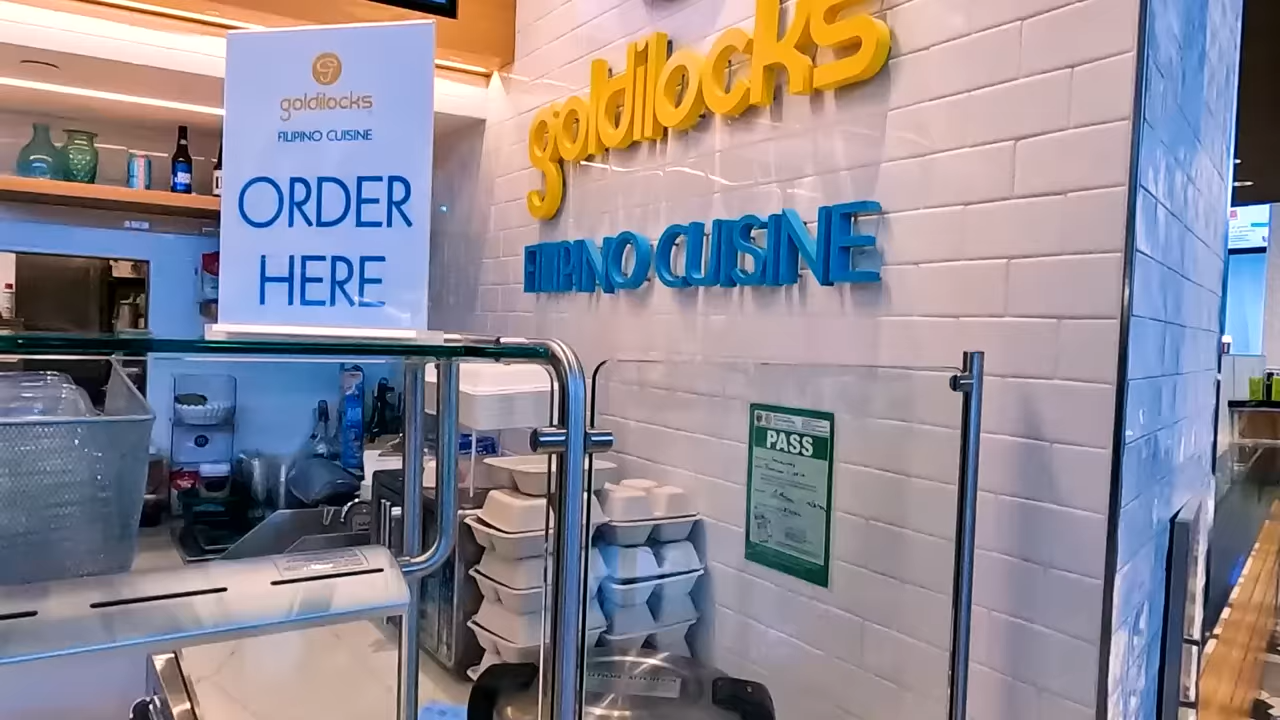 goldilocks
FILIPINO CUISINE
ORDER
HERE
goldilocks
FILIPINO CUISINE
PASS